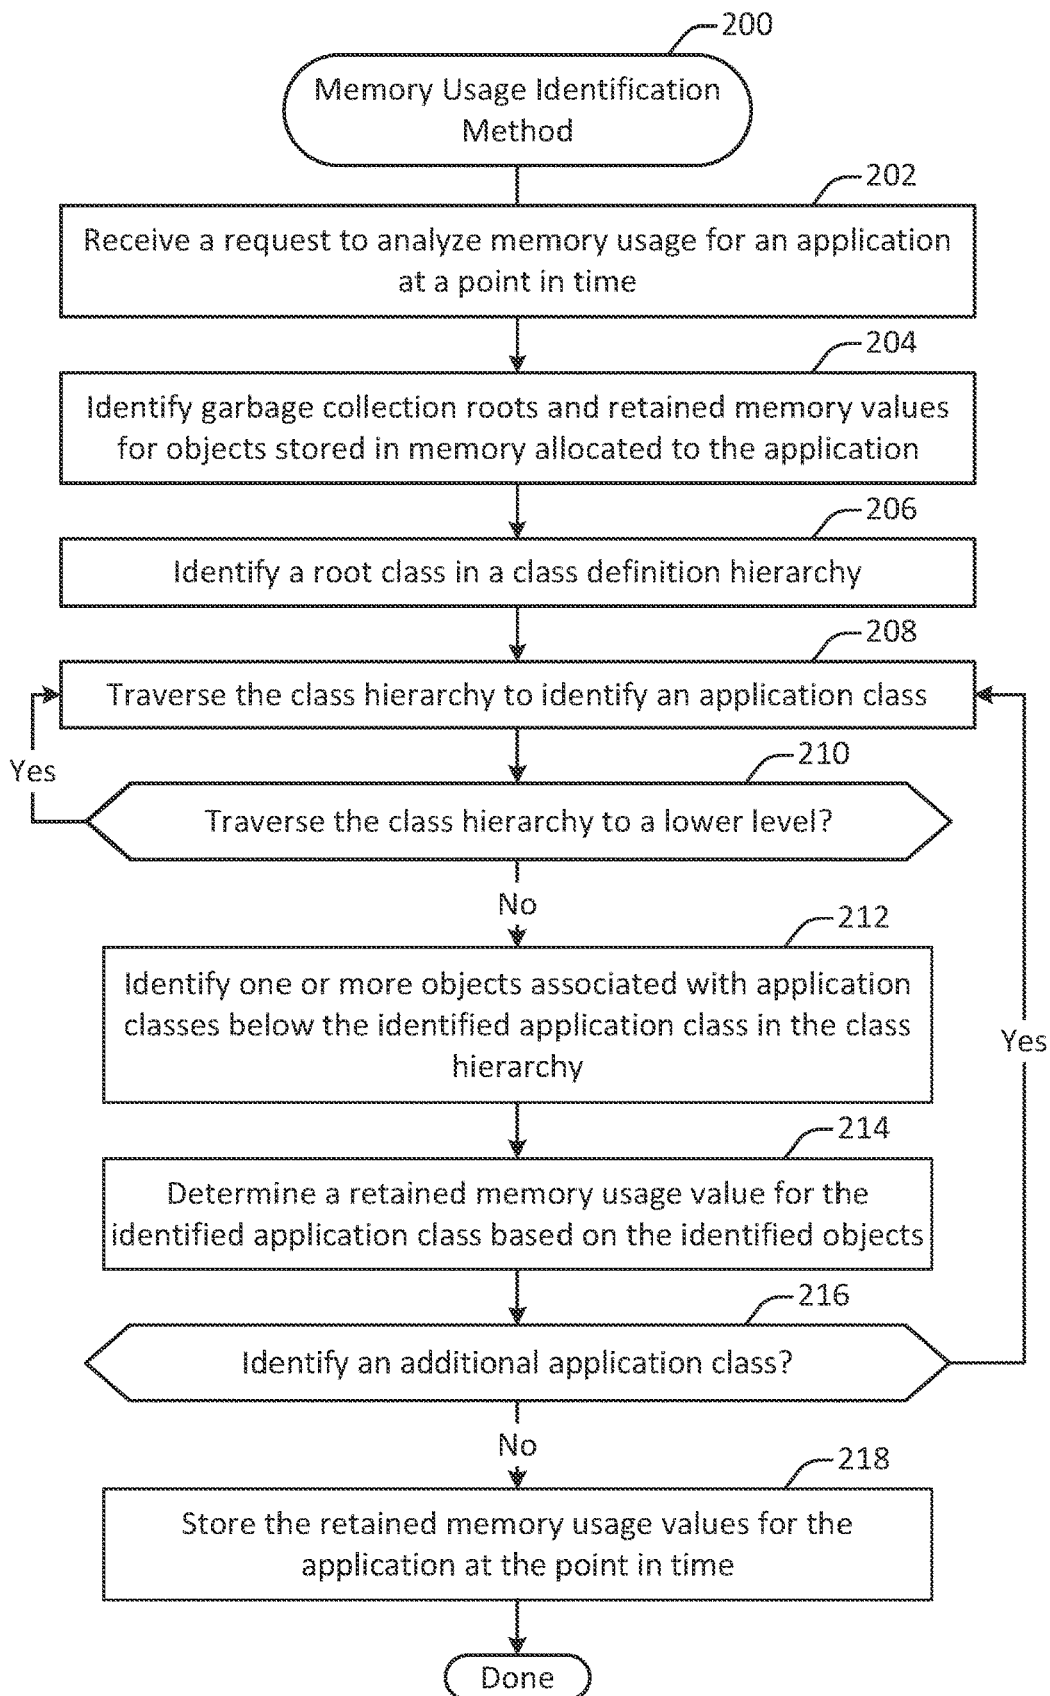 200
Memory Usage Identification
Method
202
Receive a request to analyze memory usage for an application
at a point in time
204
Identify garbage collection roots and retained memory values
for objects stored in memory allocated to the application
206
Identify a root class in a class definition hierarchy
208
Traverse the class hierarchy to identify an application class
Yes
210
Traverse the class hierarchy to a lower level?
No
212
Identify one or more objects associated with application
classes below the identified application class in the class
hierarchy
Yes
214
Determine a retained memory usage value for the
identified application class based on the identified objects
216
Identify an additional application class?
No
218
Store the retained memory usage values for the
application at the point in time
Done